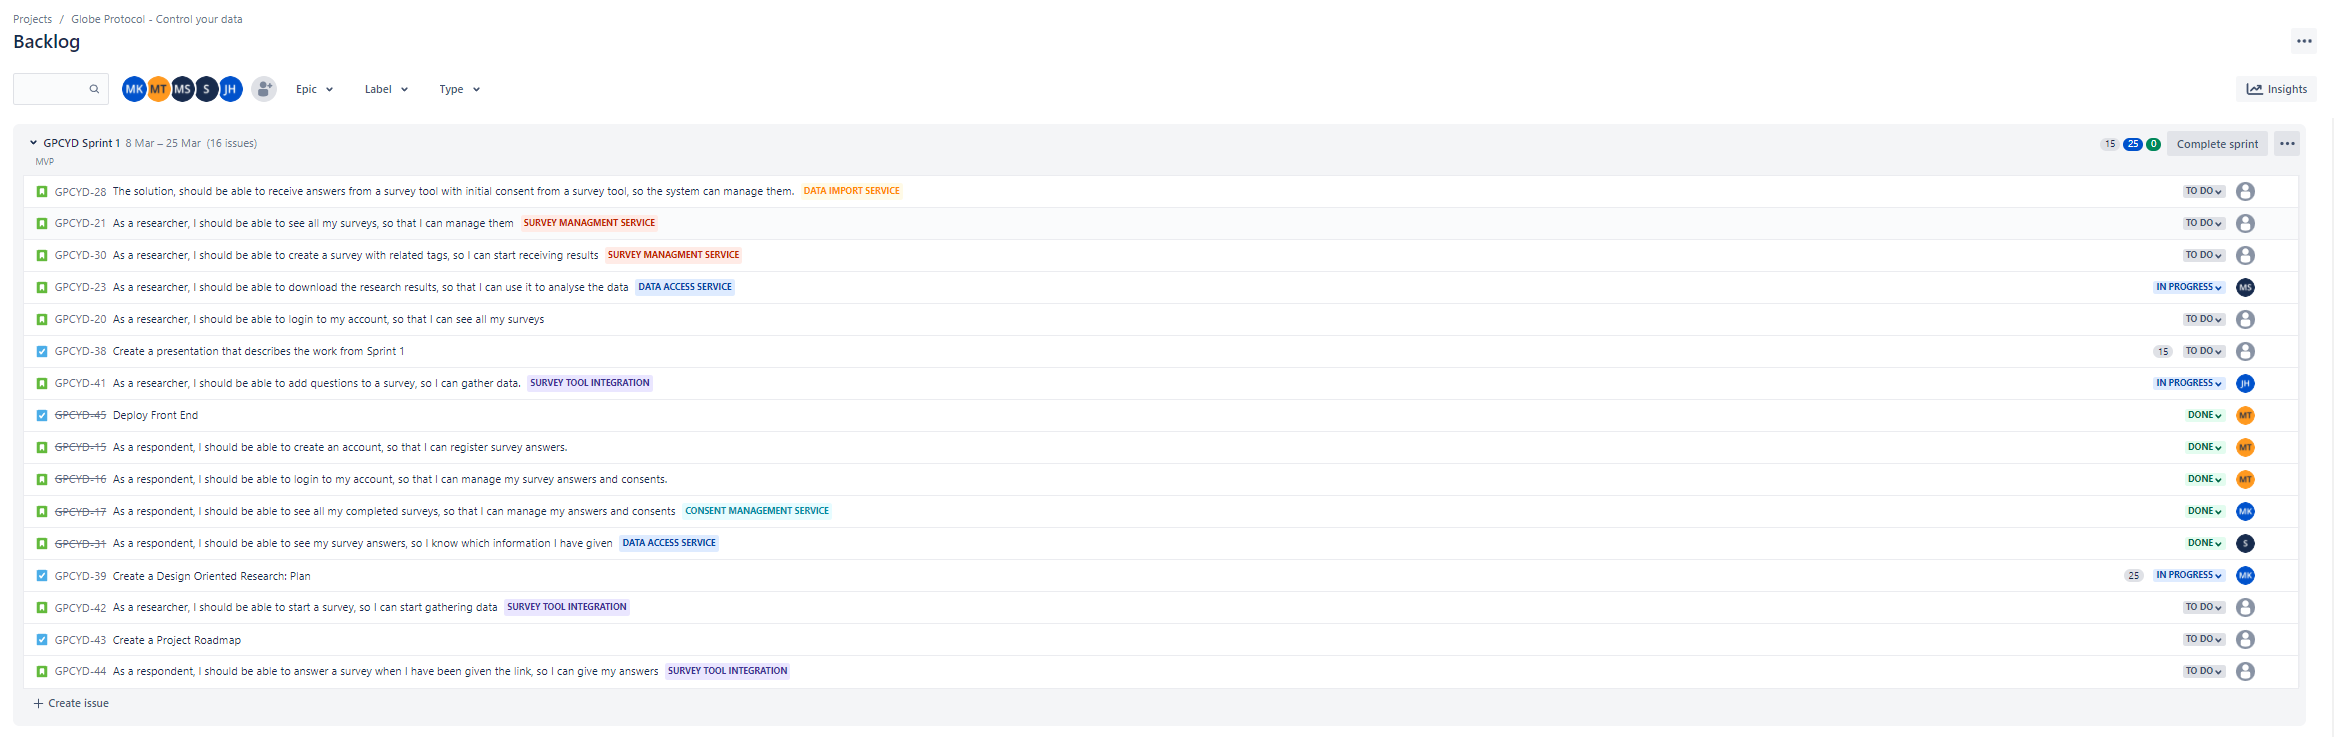 Projects / Globe Protocol - Control your data
Backlog
MK MT MS S JH Epic Label Type Insights
GPCYD Sprint 1 8 Mar – 25 Mar (16 issues) 15 25 0 Complete sprint
MVP
GPCYD-28 The solution, should be able to receive answers from a survey tool with initial consent from a survey tool, so the system can manage them. DATA IMPORT SERVICE TO DO
GPCYD-21 As a researcher, I should be able to see all my surveys, so that I can manage them SURVEY MANAGMENT SERVICE TO DO
GPCYD-30 As a researcher, I should be able to create a survey with related tags, so I can start receiving results SURVEY MANAGMENT SERVICE TO DO
GPCYD-23 As a researcher, I should be able to download the research results, so that I can use it to analyse the data DATA ACCESS SERVICE IN PROGRESS MS
GPCYD-20 As a researcher, I should be able to login to my account, so that I can see all my surveys TO DO
GPCYD-38 Create a presentation that describes the work from Sprint 1 15 TO DO
GPCYD-41 As a researcher, I should be able to add questions to a survey, so I can gather data. SURVEY TOOL INTEGRATION IN PROGRESS JH
GPCYD-45 Deploy Front End DONE MT
GPCYD-15 As a respondent, I should be able to create an account, so that I can register survey answers. DONE MT
GPCYD-16 As a respondent, I should be able to login to my account, so that I can manage my survey answers and consents. DONE MT
GPCYD-17 As a respondent, I should be able to see all my completed surveys, so that I can manage my answers and consents CONSENT MANAGEMENT SERVICE DONE MK
GPCYD-31 As a respondent, I should be able to see my survey answers, so I know which information I have given DATA ACCESS SERVICE DONE S
GPCYD-39 Create a Design Oriented Research: Plan 25 IN PROGRESS MK
GPCYD-42 As a researcher, I should be able to start a survey, so I can start gathering data SURVEY TOOL INTEGRATION TO DO
GPCYD-43 Create a Project Roadmap TO DO
GPCYD-44 As a respondent, I should be able to answer a survey when I have been given the link, so I can give my answers SURVEY TOOL INTEGRATION TO DO
+ Create issue